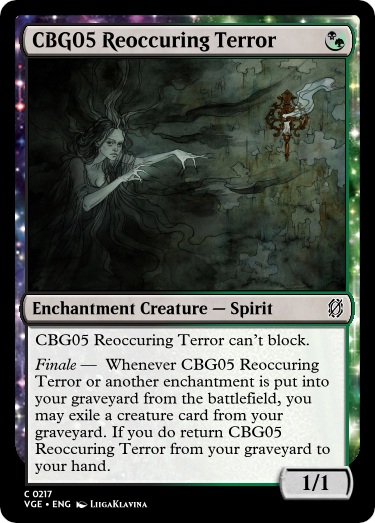 CBG05 Reoccuring Terror
Enchantment Creature — Spirit
CBG05 Reoccuring Terror can't block.
Finale — Whenever CBG05 Reoccuring
Terror or another enchantment is put into
your graveyard from the battlefield, you
may exile a creature card from your
graveyard. If you do return CBG05
Reoccuring Terror from your graveyard to
your hand.
1/1
C 0217
VGE • ENG LiigaKlavina